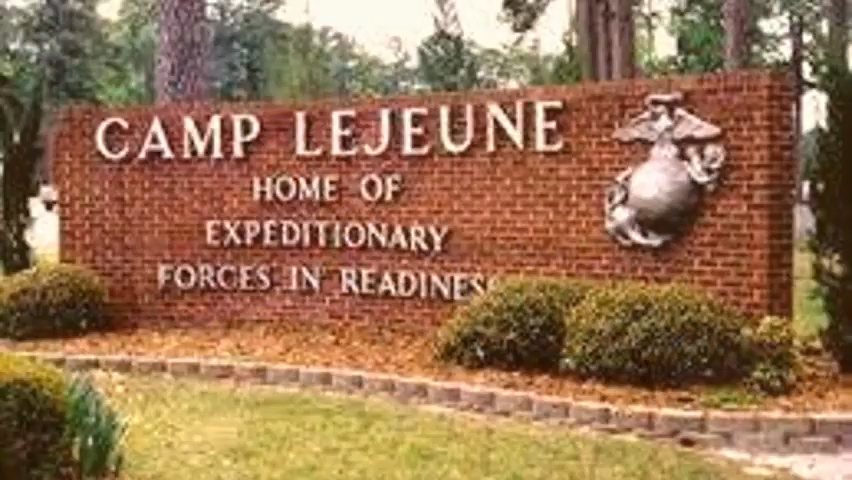 CAMP LEJEUNE
HOME OF
EXPEDITIONARY
FORCES IN READINESS